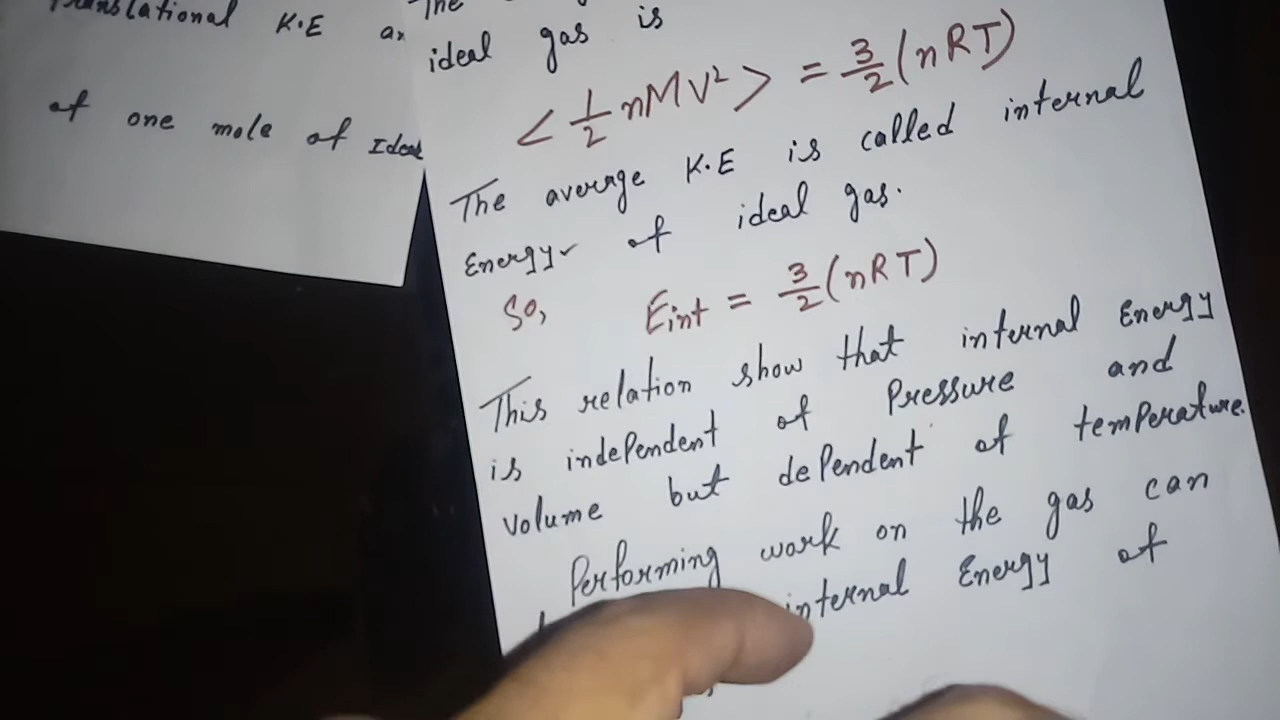 Translational K.E
of one mole of Ideal
The
ideal gas is
< 1/2 nMV² > = 3/2 (nRT)
The average K.E is called internal
Energy of ideal gas.
So, Eint = 3/2 (nRT)
This relation show that internal Energy
is independent of Pressure and
volume but dependent of temperature.
Performing work on the gas can
internal Energy of